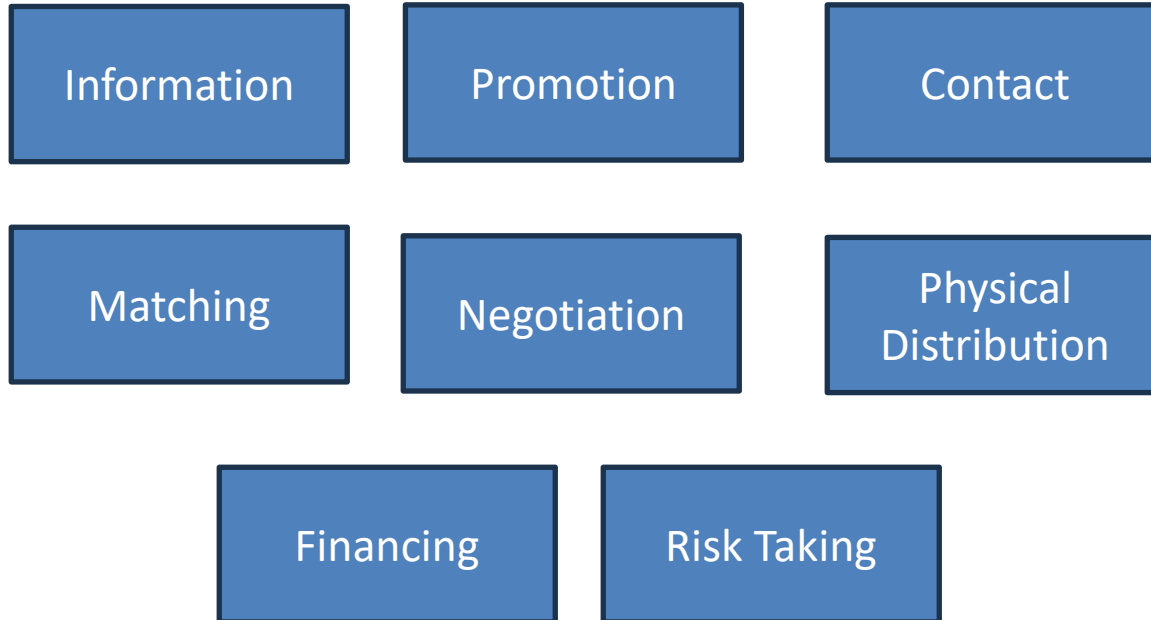 Information
Promotion
Contact
Matching
Negotiation
Physical
Distribution
Financing
Risk Taking